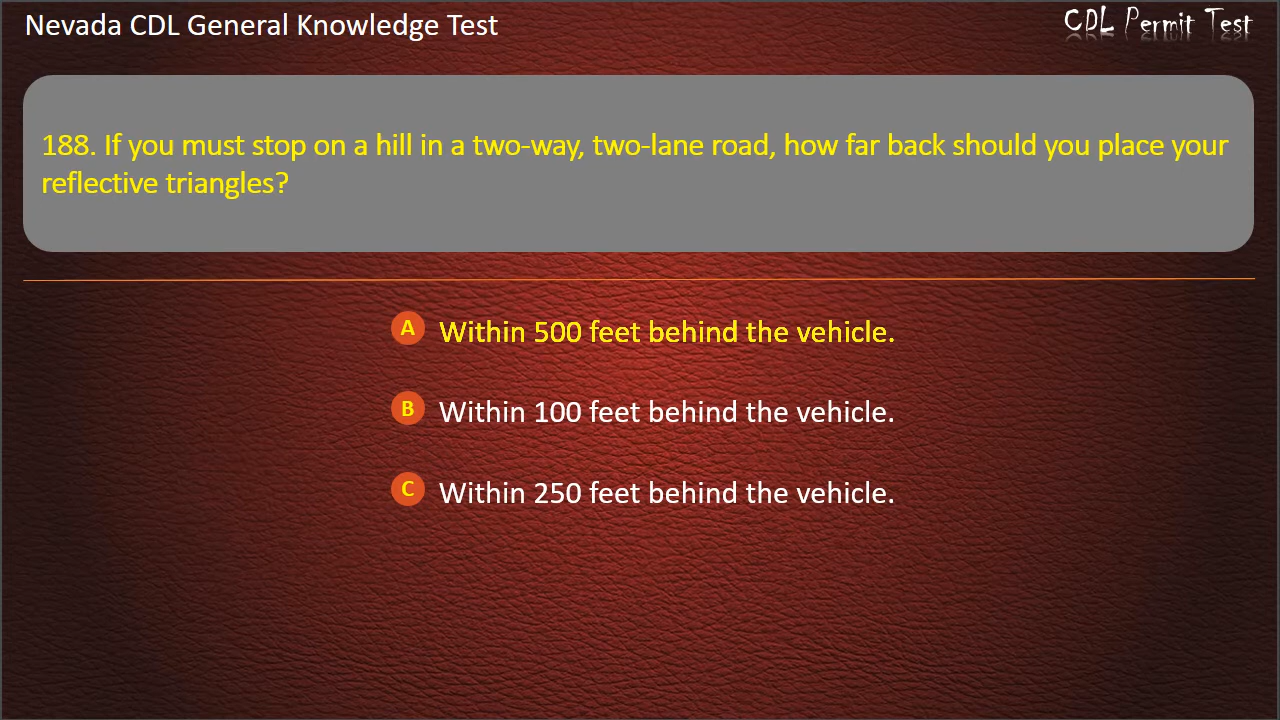 Nevada CDL General Knowledge Test
CDL Permit Test
188. If you must stop on a hill in a two-way, two-lane road, how far back should you place your
reflective triangles?
A Within 500 feet behind the vehicle.
B Within 100 feet behind the vehicle.
C Within 250 feet behind the vehicle.